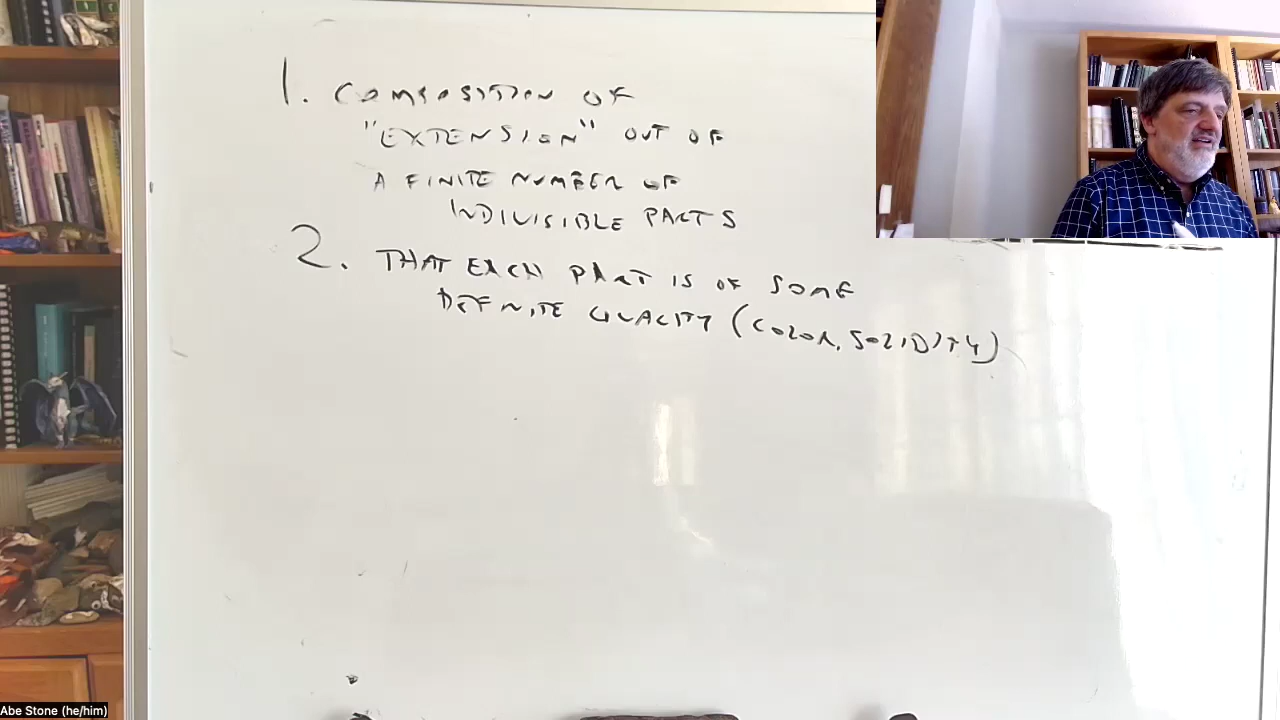 1. COMPOSITION OF
"EXTENSION" OUT OF
A FINITE NUMBER OF
INDIVISIBLE PARTS
2. THAT EACH PART IS OF SOME
DEFINITE QUALITY (COLOR, SOLIDITY)
Abe Stone (he/him)